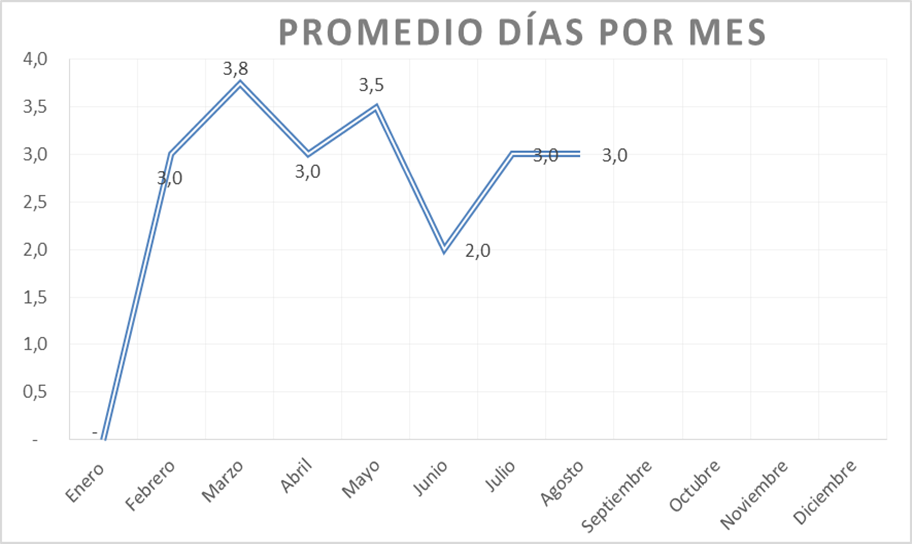 PROMEDIO DÍAS POR MES
4,0
3,5
3,0
2,5
2,0
1,5
1,0
0,5
-
-
3,0
3,8
3,0
3,5
2,0
3,0
3,0
Enero
Febrero
Marzo
Abril
Mayo
Junio
Julio
Agosto
Septiembre
Octubre
Noviembre
Diciembre